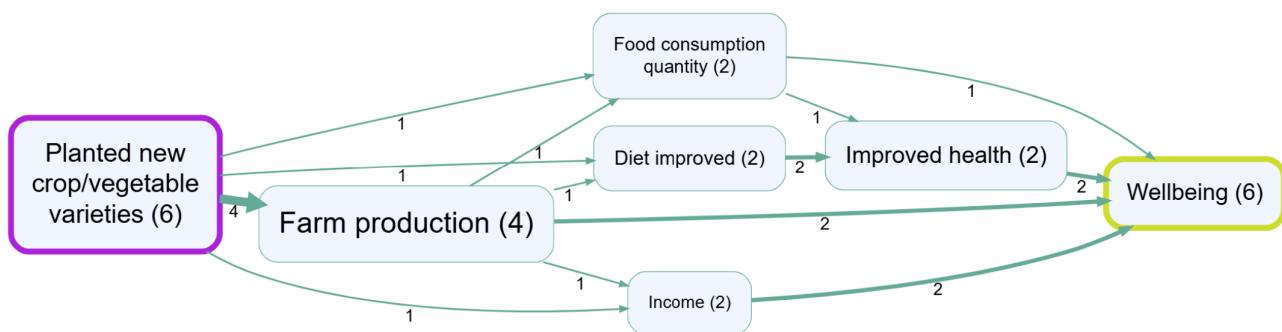 Food consumption
quantity (2)
1
1
1
Planted new
crop/vegetable
varieties (6)
1
1
Diet improved (2)
2
Improved health (2)
2
Wellbeing (6)
4
Farm production (4)
1
2
1
Income (2)
2
1